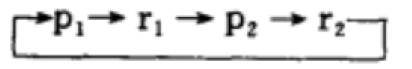 p₁→ r₁ → p₂ → r₂